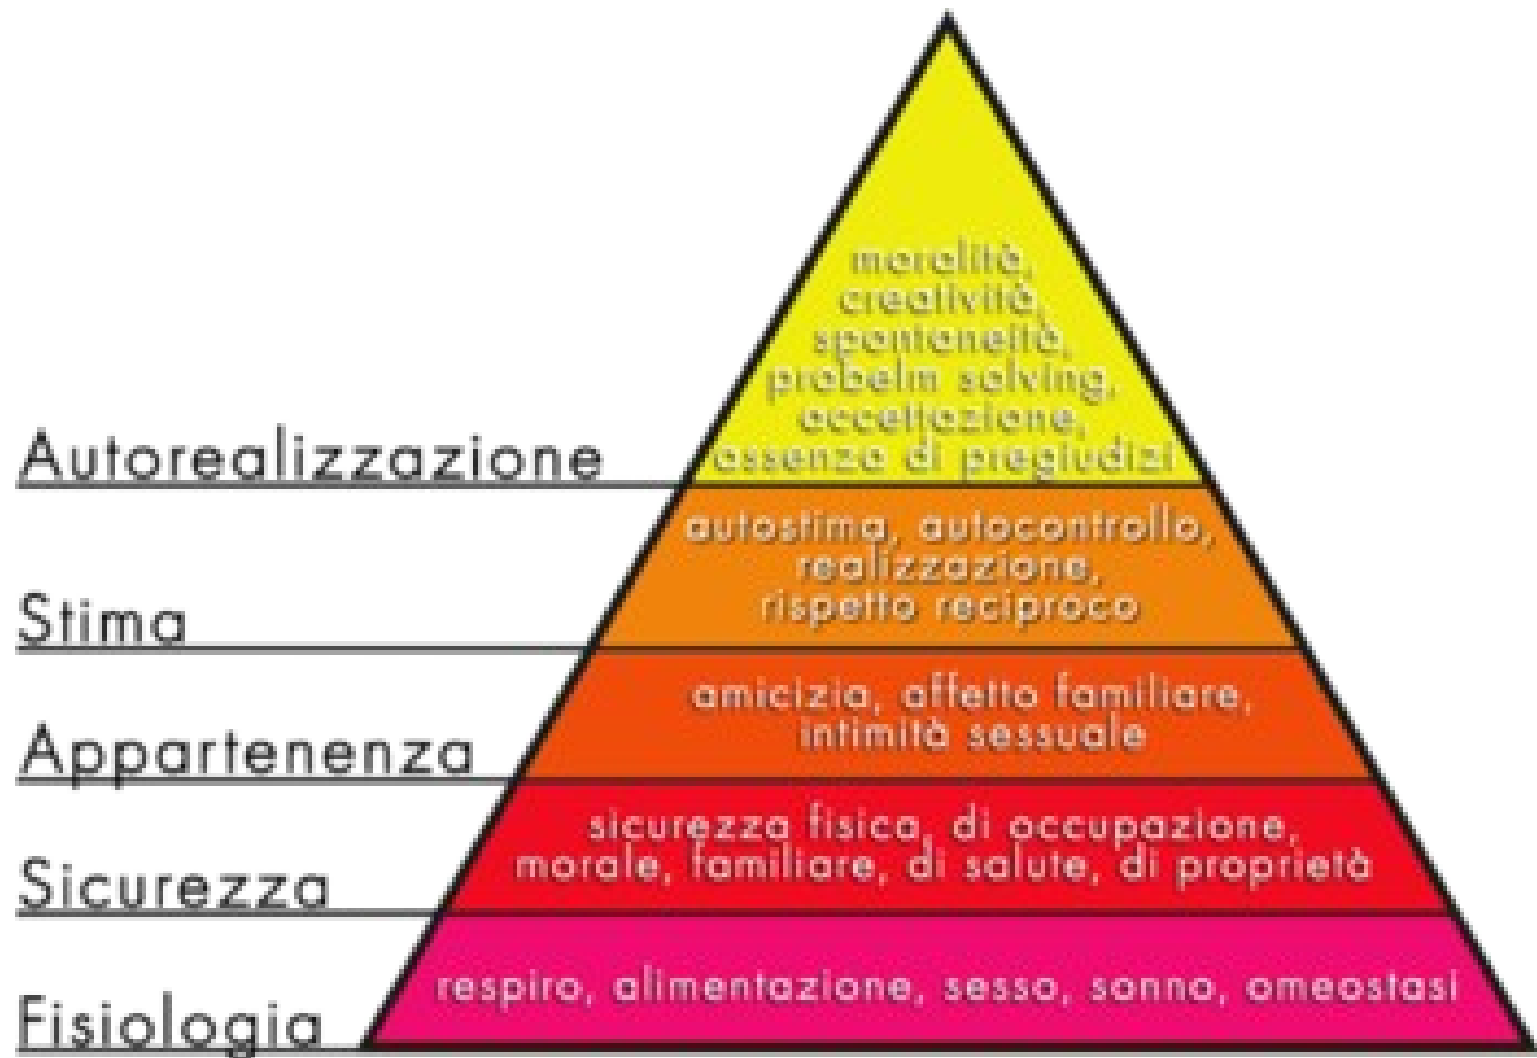 moralità,
creatività,
spontaneità,
probelm solving,
accettazione,
Autorealizzazione
assenza di pregiudizi
autostima, autocontrollo,
realizzazione,
rispetto reciproco
Stima
amicizia, affetto familiare,
intimità sessuale
Appartenenza
sicurezza fisica, di occupazione,
morale, familiare, di salute, di proprietà
Sicurezza
respiro, alimentazione, sesso, sonno, omeostasi
Fisiologia